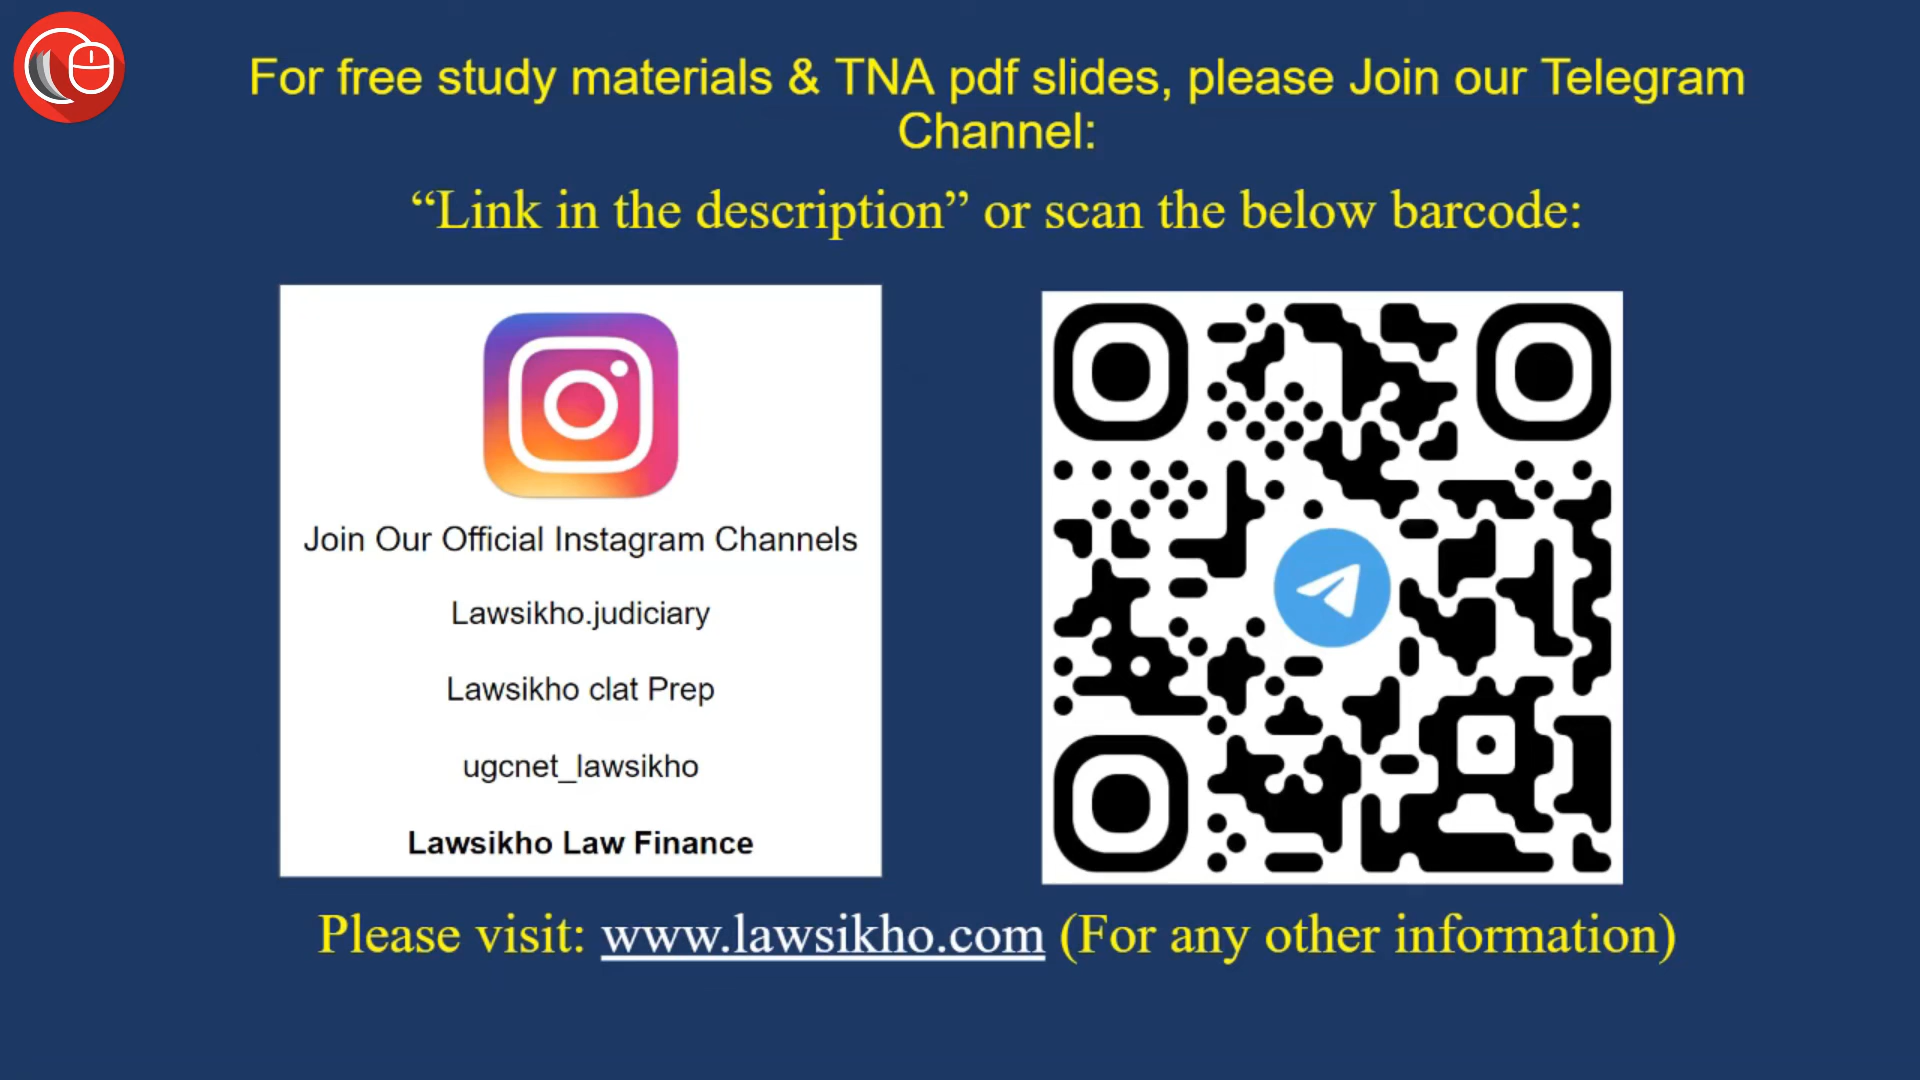 For free study materials & TNA pdf slides, please Join our Telegram
Channel:
“Link in the description” or scan the below barcode:
Join Our Official Instagram Channels
Lawsikho.judiciary
Lawsikho clat Prep
ugcnet_lawsikho
Lawsikho Law Finance
Please visit: www.lawsikho.com (For any other information)